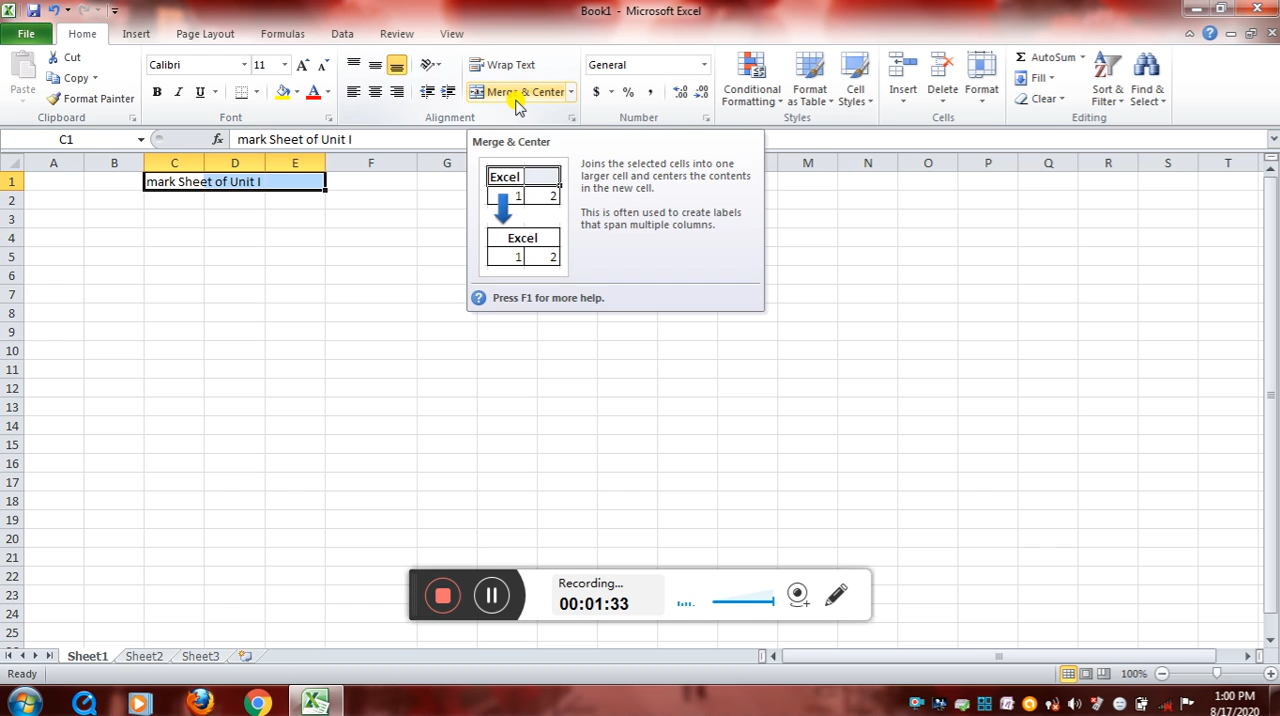 Book1 - Microsoft Excel
File Home Insert Page Layout Formulas Data Review View
Cut
Copy
Format Painter
Paste
Clipboard
Calibri 11
B I U A
Font
Wrap Text
Merge & Center
Alignment
General
$ % ,
Number
Conditional Formatting
Format as Table
Cell Styles
Styles
Insert Delete Format
Cells
AutoSum
Fill
Clear
Sort & Filter
Find & Select
Editing
C1 fx mark Sheet of Unit I
A B C D E F G M N O P Q R S T
1 mark Sheet of Unit I
2
3
4
5
6
7
8
9
10
11
12
13
14
15
16
17
18
19
20
21
22
23
24
25
Merge & Center
Excel
1 2
Excel
1 2
Joins the selected cells into one
larger cell and centers the contents
in the new cell.
This is often used to create labels
that span multiple columns.
Press F1 for more help.
Recording...
00:01:33
Sheet1 Sheet2 Sheet3
Ready 100%
1:00 PM
8/17/2020